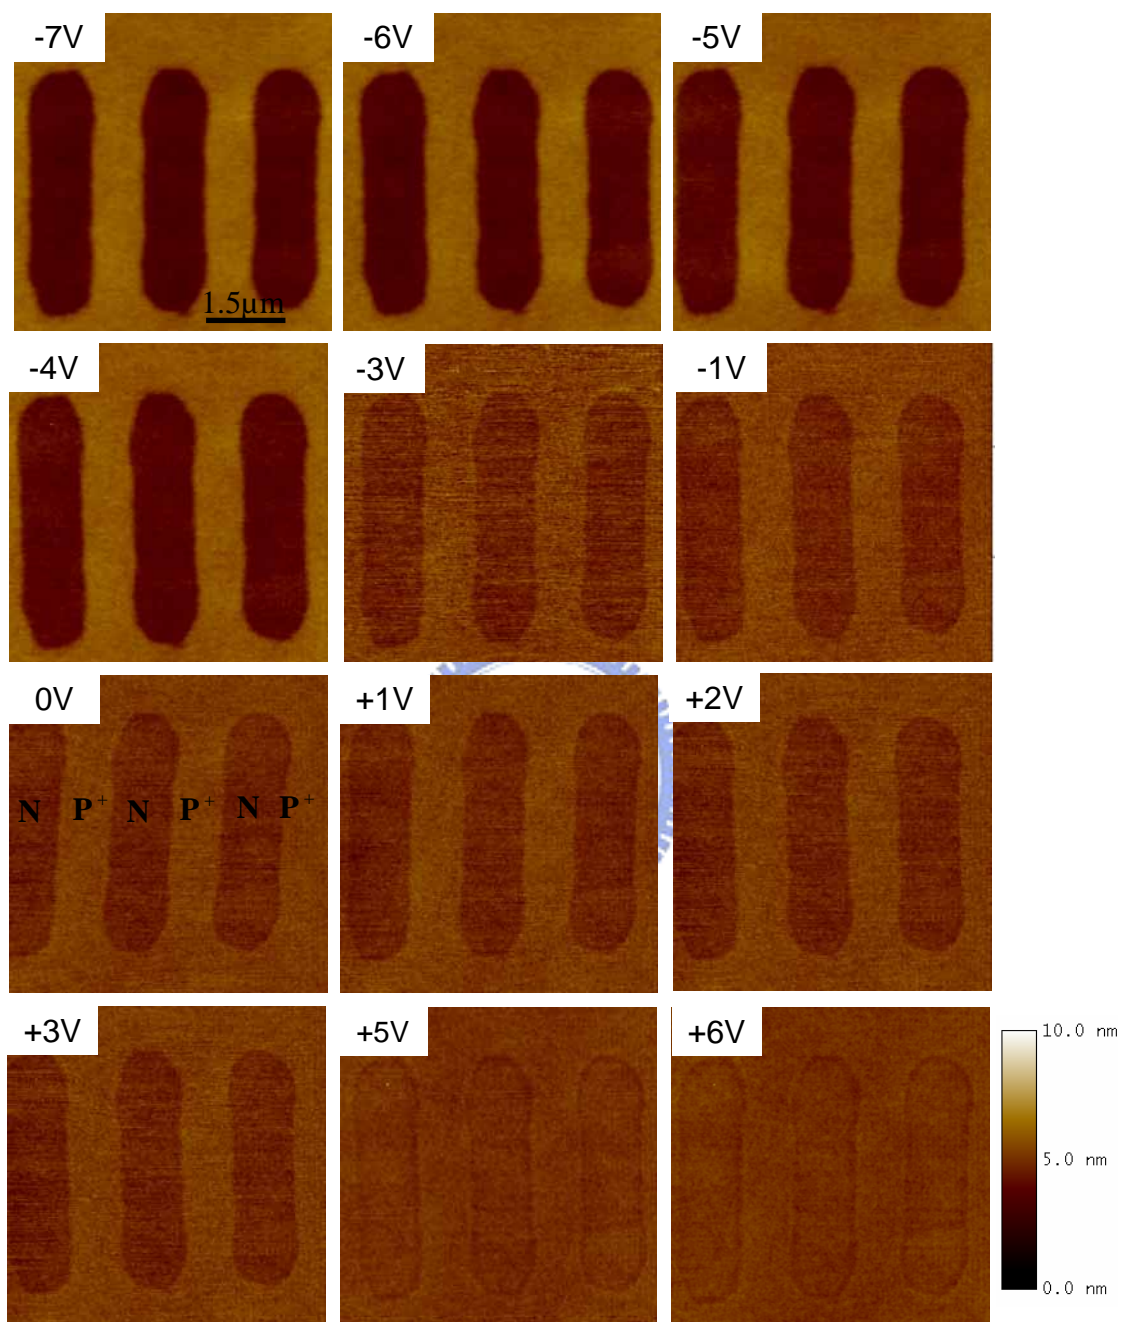 -7V
-6V
-5V
1.5µm
-4V
-3V
-1V
0V
+1V
+2V
N P+ N P+ N P+
+3V
+5V
+6V
10.0 nm
5.0 nm
0.0 nm